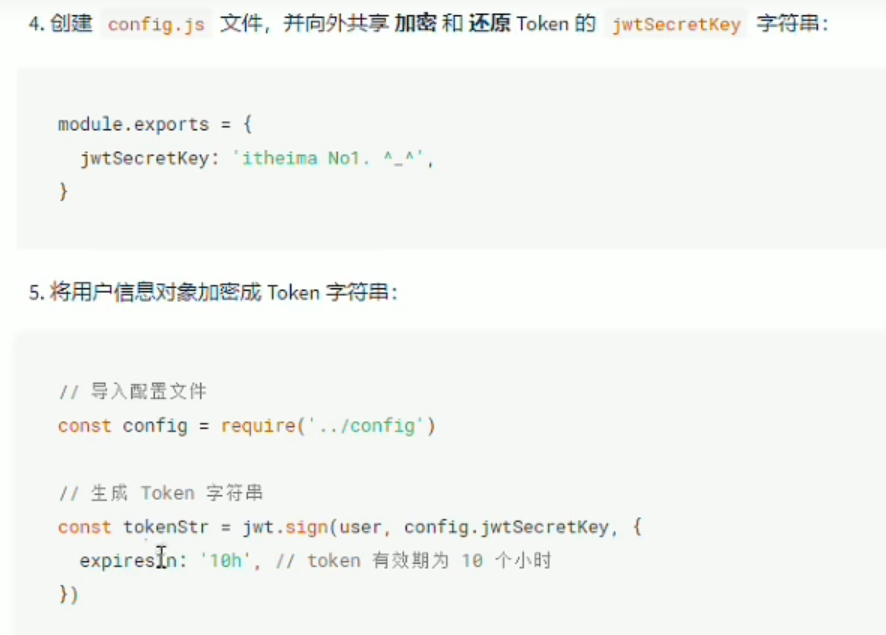 4. 创建 config.js 文件，并向外共享 加密 和 还原 Token 的 jwtSecretKey 字符串：
module.exports = {
jwtSecretKey: 'itheima No1. ^_^',
}
5. 将用户信息对象加密成 Token 字符串：
// 导入配置文件
const config = require('../config')
// 生成 Token 字符串
const tokenStr = jwt.sign(user, config.jwtSecretKey, {
expiresIn: '10h', // token 有效期为 10 个小时
})